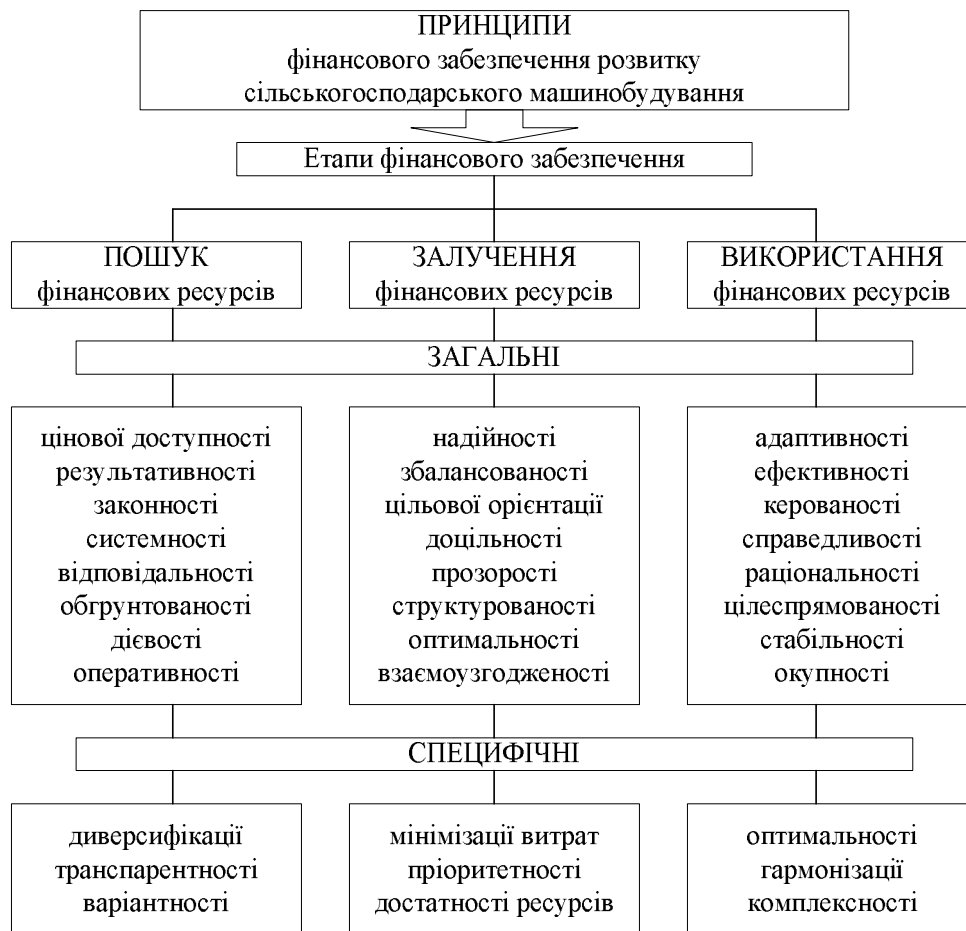 ПРИНЦИПИ
фінансового забезпечення розвитку
сільськогосподарського машинобудування
Етапи фінансового забезпечення
ПОШУК
фінансових ресурсів
ЗАЛУЧЕННЯ
фінансових ресурсів
ВИКОРИСТАННЯ
фінансових ресурсів
ЗАГАЛЬНІ
цінової доступності
результативності
законності
системності
відповідальності
обгрунтованості
дієвості
оперативності
надійності
збалансованості
цільової орієнтації
доцільності
прозорості
структурованості
оптимальності
взаємоузгодженості
адаптивності
ефективності
керованості
справедливості
раціональності
цілеспрямованості
стабільності
окупності
СПЕЦИФІЧНІ
диверсифікації
транспарентності
варіантності
мінімізації витрат
пріоритетності
достатності ресурсів
оптимальності
гармонізації
комплексності